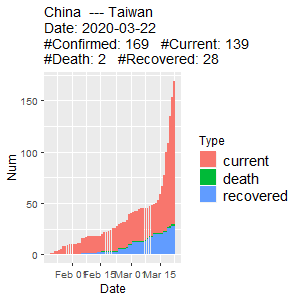 China  --- Taiwan
Date: 2020-03-22
#Confirmed: 169   #Current: 139
#Death: 2   #Recovered: 28
Num
150
100
50
0
Feb 01
Feb 15
Mar 01
Mar 15
Date
Type
current
death
recovered